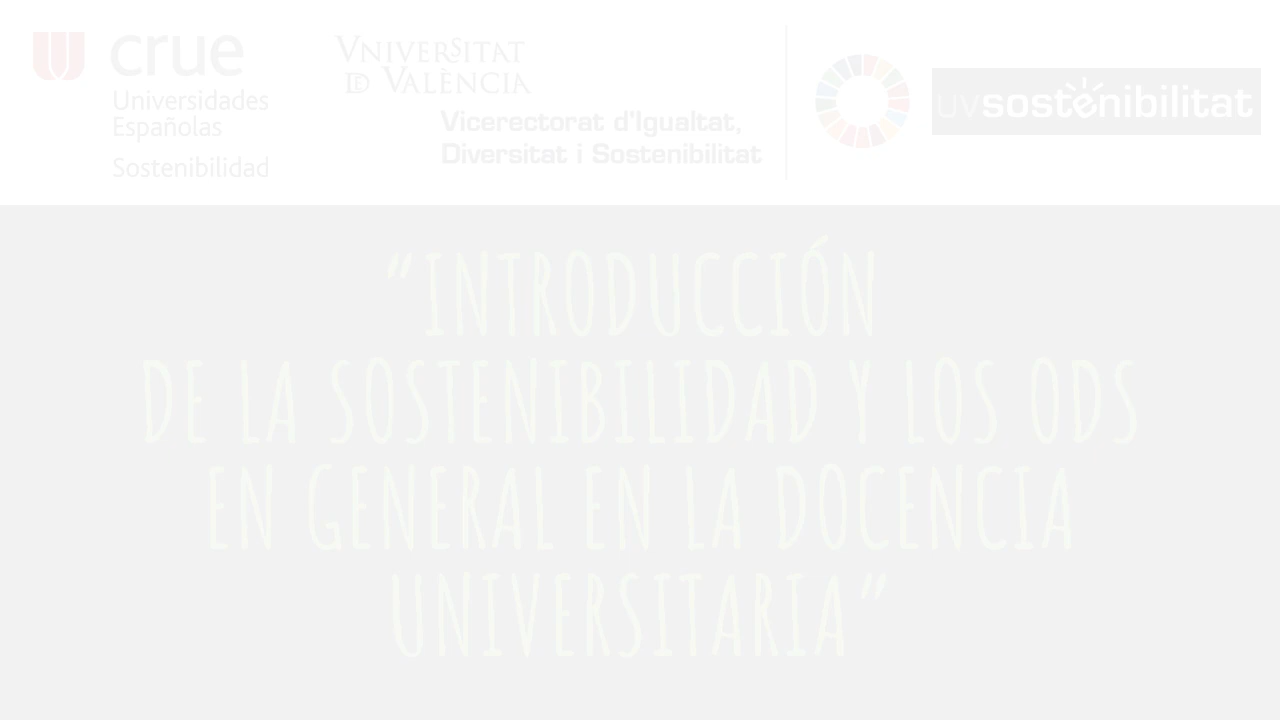 crue
Universidades
Españolas
Sostenibilidad
VNIVERSITAT
DE VALÈNCIA
Vicerectorat d'Igualtat,
Diversitat i Sostenibilitat
uvsostenibilitat
“INTRODUCCIÓN
DE LA SOSTENIBILIDAD Y LOS ODS
EN GENERAL EN LA DOCENCIA
UNIVERSITARIA”